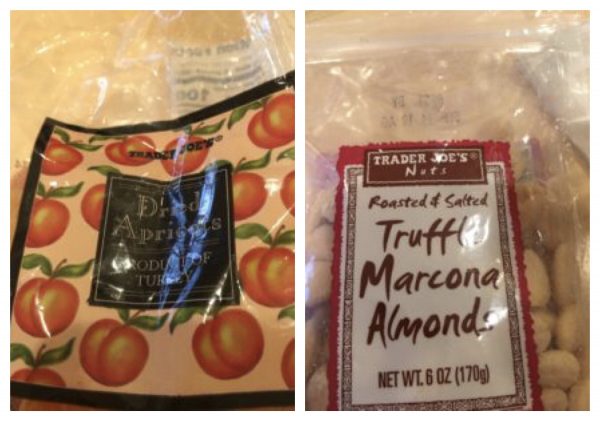 TRADER JOE'S®
Dried
Apricots
PRODUCT OF
TURKEY
TRADER JOE'S®
Nuts
Roasted & Salted
Truffle
Marcona
Almonds
NET WT. 6 OZ (170g)